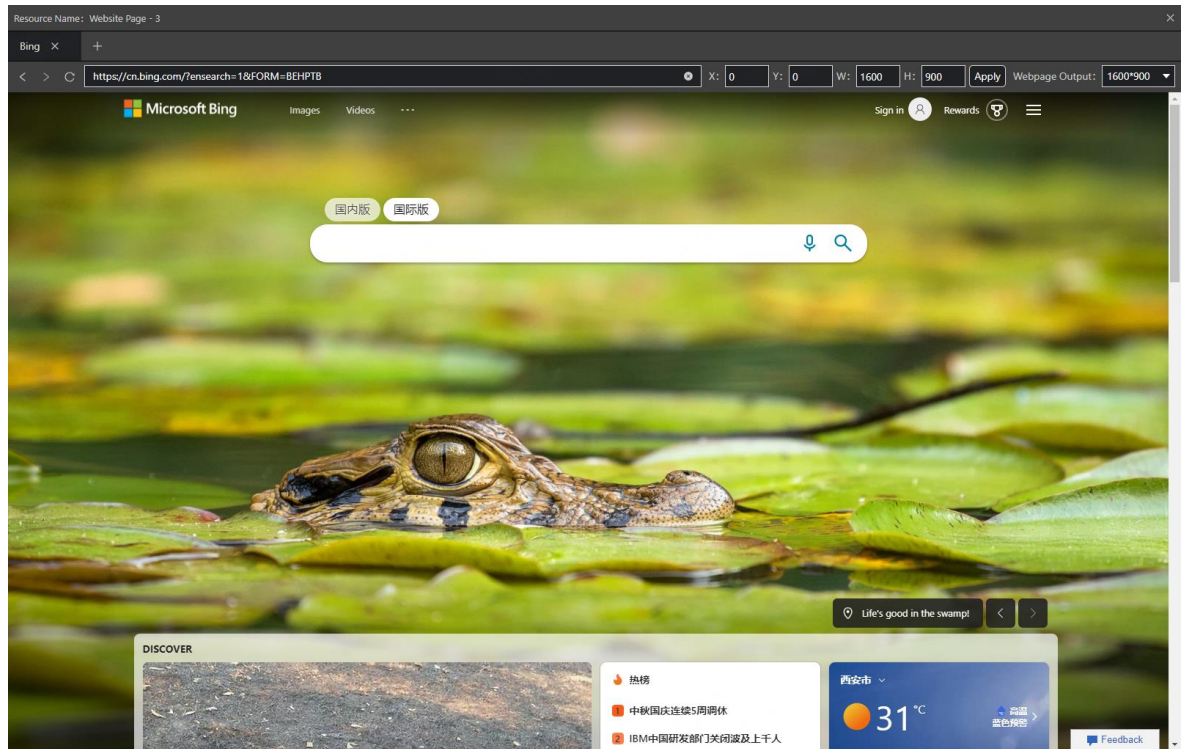 Resource Name: Website Page - 3
Bing
https://cn.bing.com/?ensearch=1&FORM=BEHPTB X: 0 Y: 0 W: 1600 H: 900 Apply Webpage Output: 1600*900
Microsoft Bing Images Videos ... Sign in Rewards
国内版 国际版
Life's good in the swamp!
DISCOVER
热榜
1 中秋国庆连续5周调休
2 IBM中国研发部门关闭波及上千人
西安市
31 °C
高温
蓝色预警
Feedback